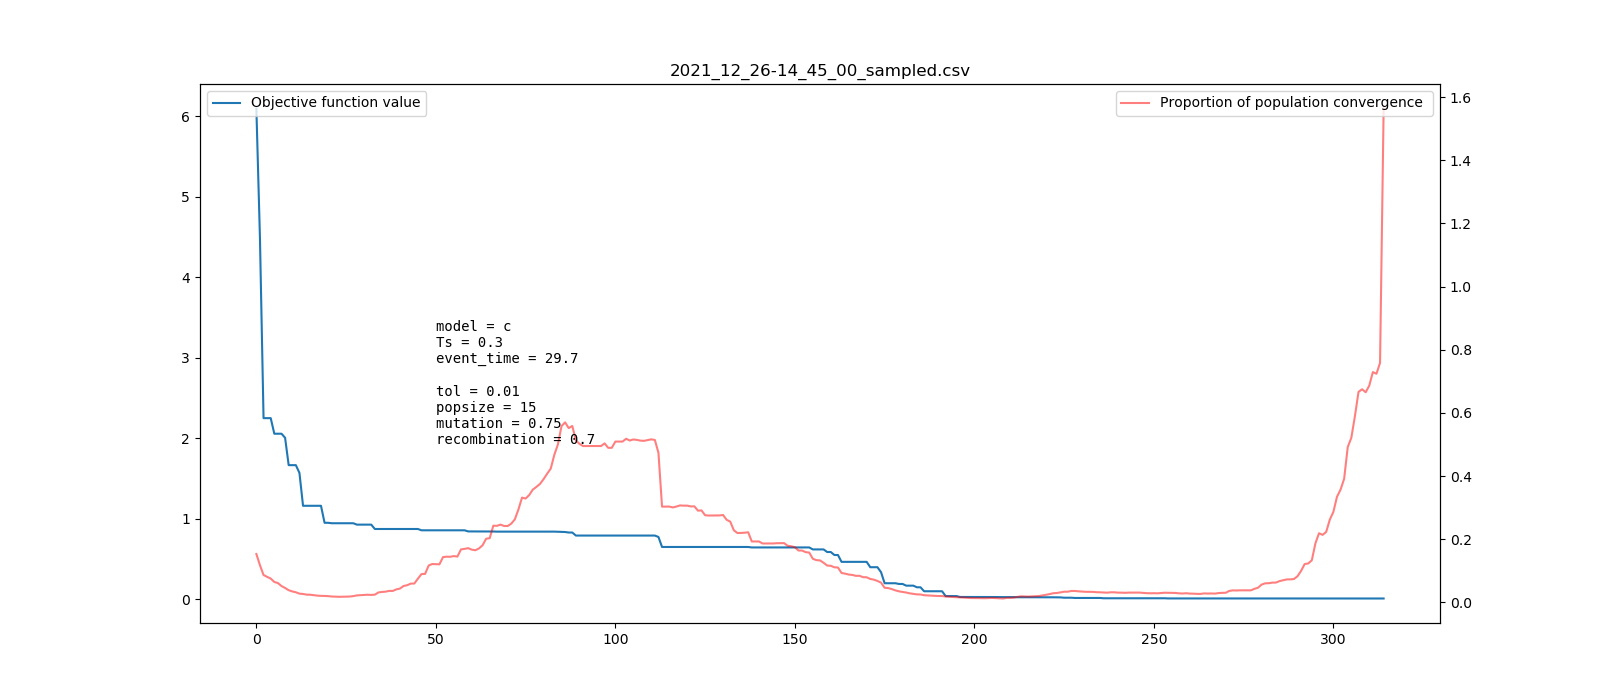 2021_12_26-14_45_00_sampled.csv
Objective function value
Proportion of population convergence
6
5
4
3
2
1
0
1.6
1.4
1.2
1.0
0.8
0.6
0.4
0.2
0.0
model = c
Ts = 0.3
event_time = 29.7
tol = 0.01
popsize = 15
mutation = 0.75
recombination = 0.7
0 50 100 150 200 250 300